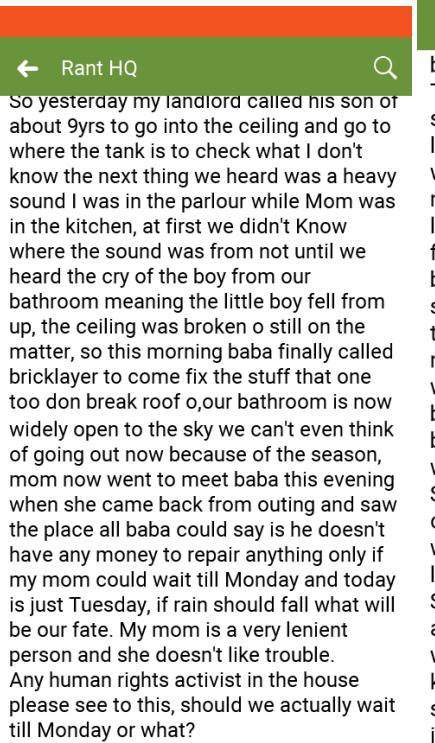 Rant HQ
So yesterday my landlord called his son of
about 9yrs to go into the ceiling and go to
where the tank is to check what I don't
know the next thing we heard was a heavy
sound I was in the parlour while Mom was
in the kitchen, at first we didn't Know
where the sound was from not until we
heard the cry of the boy from our
bathroom meaning the little boy fell from
up, the ceiling was broken o still on the
matter, so this morning baba finally called
bricklayer to come fix the stuff that one
too don break roof o,our bathroom is now
widely open to the sky we can't even think
of going out now because of the season,
mom now went to meet baba this evening
when she came back from outing and saw
the place all baba could say is he doesn't
have any money to repair anything only if
my mom could wait till Monday and today
is just Tuesday, if rain should fall what will
be our fate. My mom is a very lenient
person and she doesn't like trouble.
Any human rights activist in the house
please see to this, should we actually wait
till Monday or what?